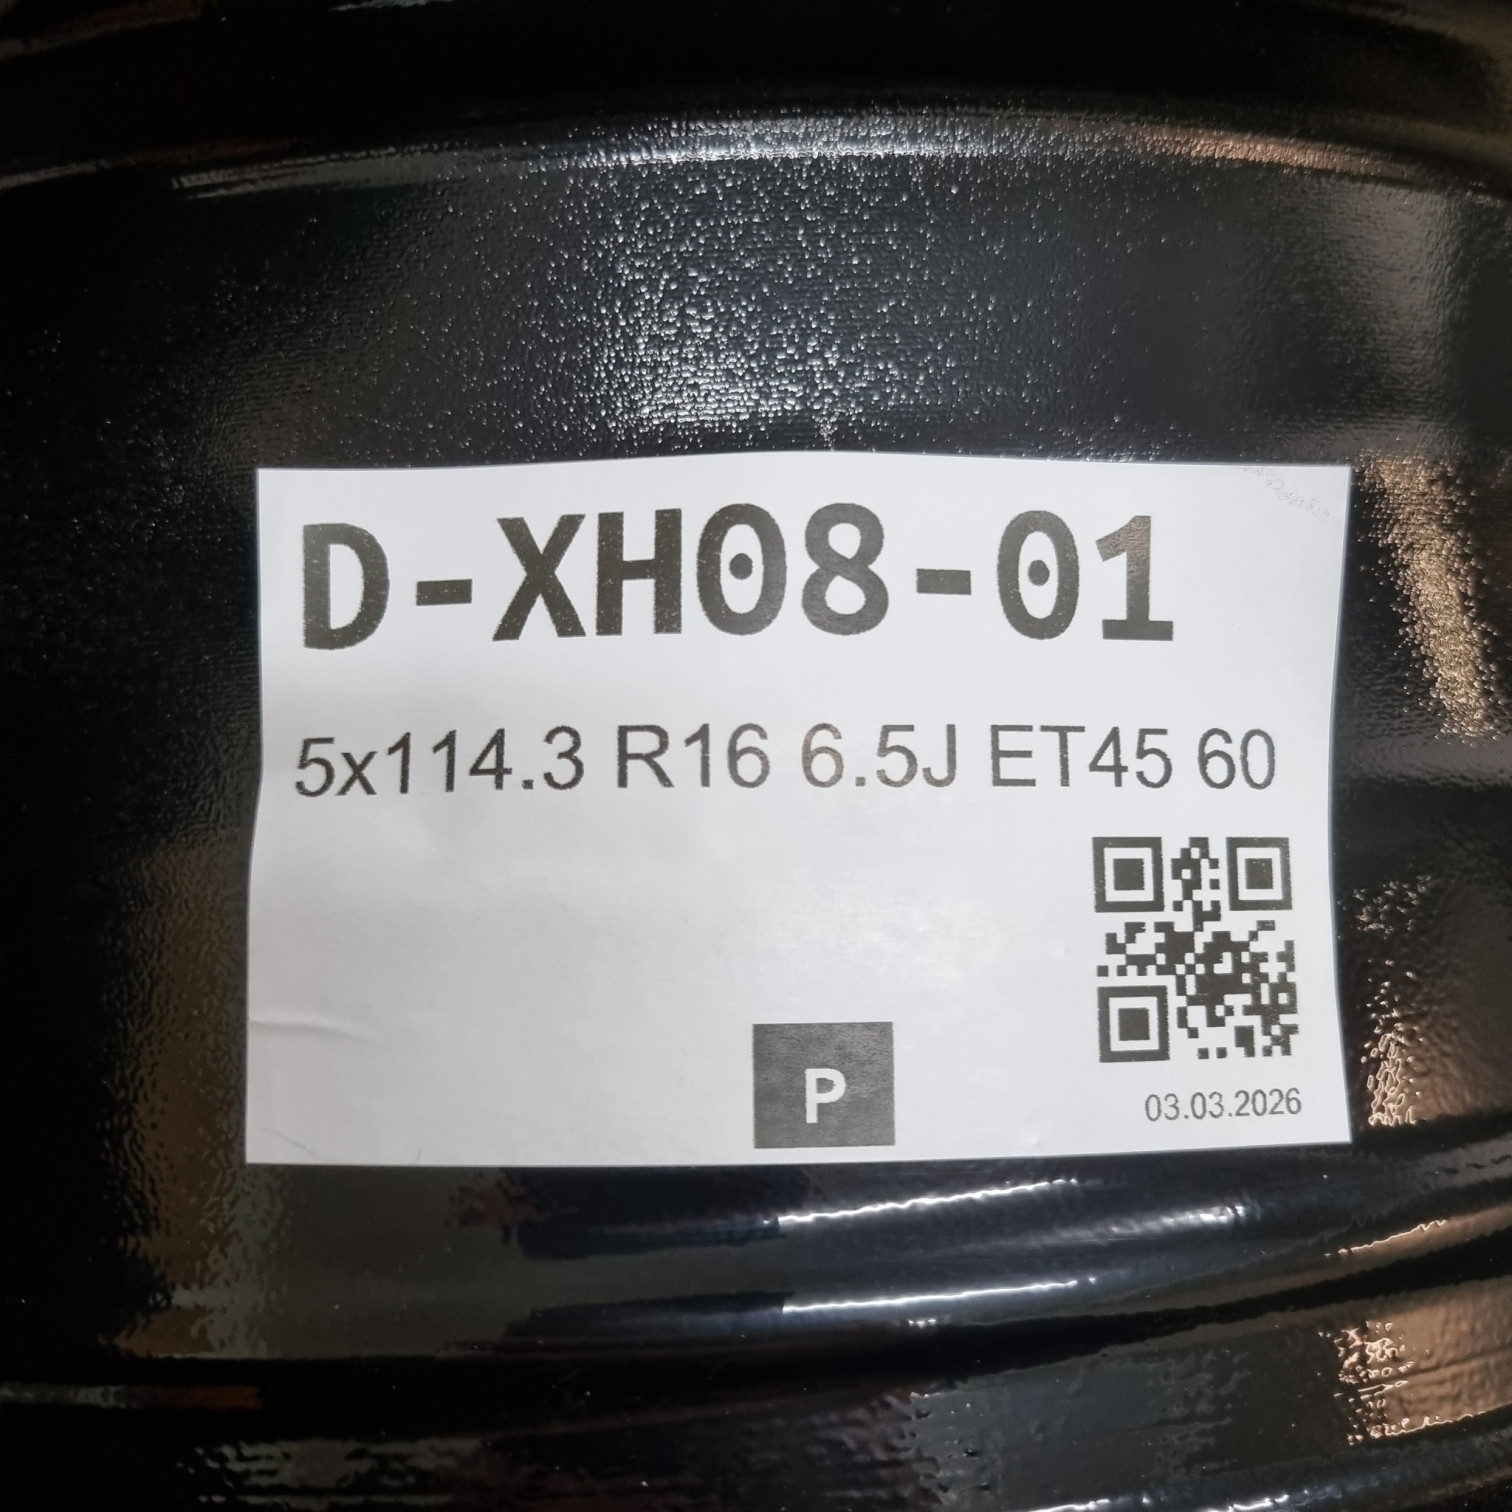 D-XH08-01
5x114.3 R16 6.5J ET45 60
P
03.03.2026